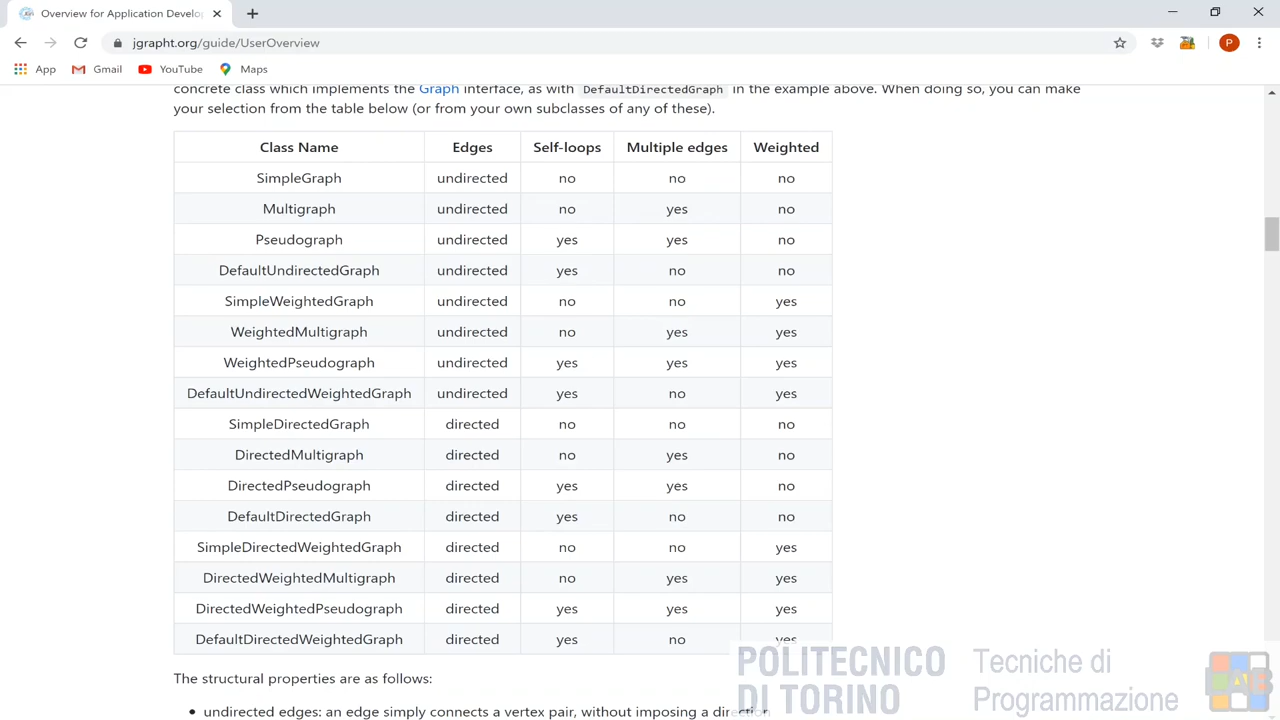 Overview for Application Develo
jgrapht.org/guide/UserOverview
P
App Gmail YouTube Maps
concrete class which implements the Graph interface, as with DefaultDirectedGraph in the example above. When doing so, you can make
your selection from the table below (or from your own subclasses of any of these).
Class Name Edges Self-loops Multiple edges Weighted
SimpleGraph undirected no no no
Multigraph undirected no yes no
Pseudograph undirected yes yes no
DefaultUndirectedGraph undirected yes no no
SimpleWeightedGraph undirected no no yes
WeightedMultigraph undirected no yes yes
WeightedPseudograph undirected yes yes yes
DefaultUndirectedWeightedGraph undirected yes no yes
SimpleDirectedGraph directed no no no
DirectedMultigraph directed no yes no
DirectedPseudograph directed yes yes no
DefaultDirectedGraph directed yes no no
SimpleDirectedWeightedGraph directed no no yes
DirectedWeightedMultigraph directed no yes yes
DirectedWeightedPseudograph directed yes yes yes
DefaultDirectedWeightedGraph directed yes no yes
The structural properties are as follows:
• undirected edges: an edge simply connects a vertex pair, without imposing a direction
POLITECNICO
DI TORINO
Tecniche di
Programmazione